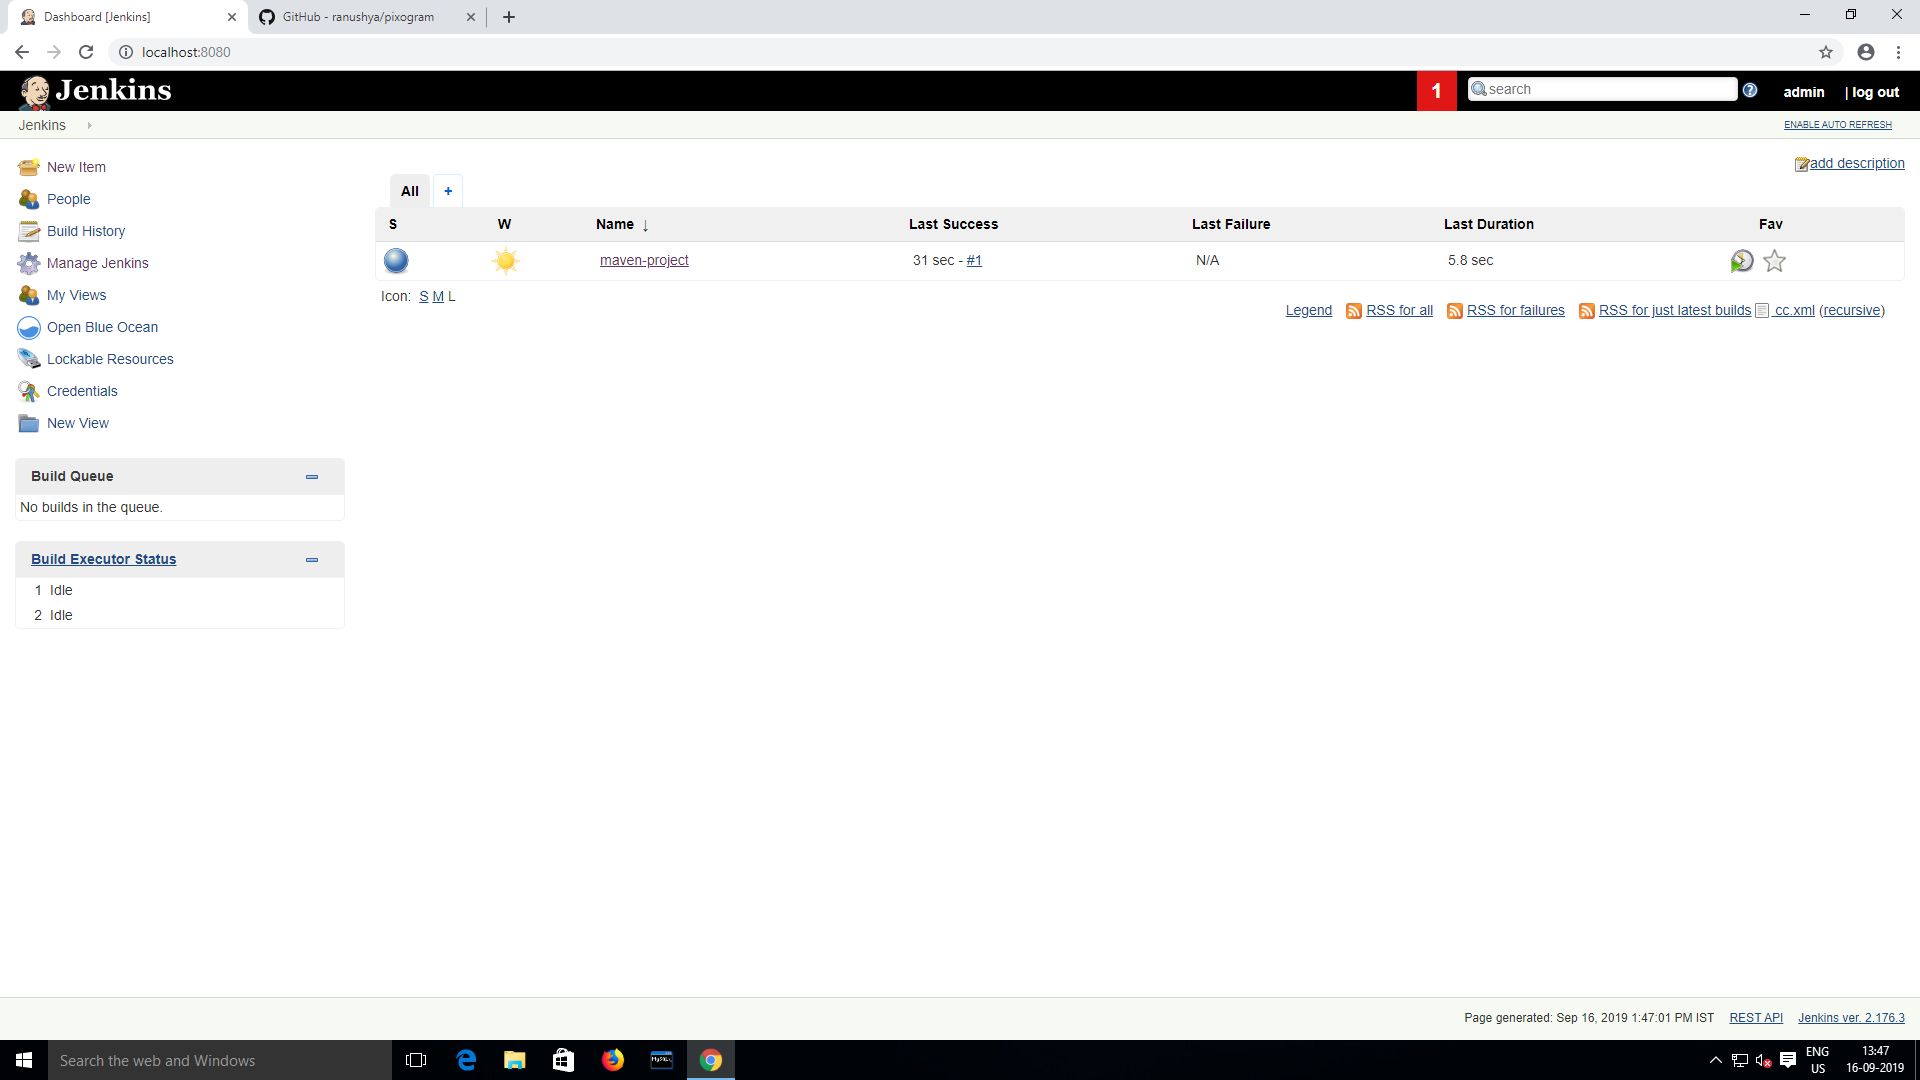 Dashboard [Jenkins]
GitHub - ranushya/pixogram
localhost:8080
Jenkins
1
search
admin
| log out
Jenkins
ENABLE AUTO REFRESH
New Item
People
Build History
Manage Jenkins
My Views
Open Blue Ocean
Lockable Resources
Credentials
New View
Build Queue
No builds in the queue.
Build Executor Status
1 Idle
2 Idle
add description
All +
S W Name ↓ Last Success Last Failure Last Duration Fav
maven-project 31 sec - #1 N/A 5.8 sec
Icon: S M L
Legend RSS for all RSS for failures RSS for just latest builds cc.xml (recursive)
Page generated: Sep 16, 2019 1:47:01 PM IST REST API Jenkins ver. 2.176.3
Search the web and Windows
MySQL
ENG
US
13:47
16-09-2019